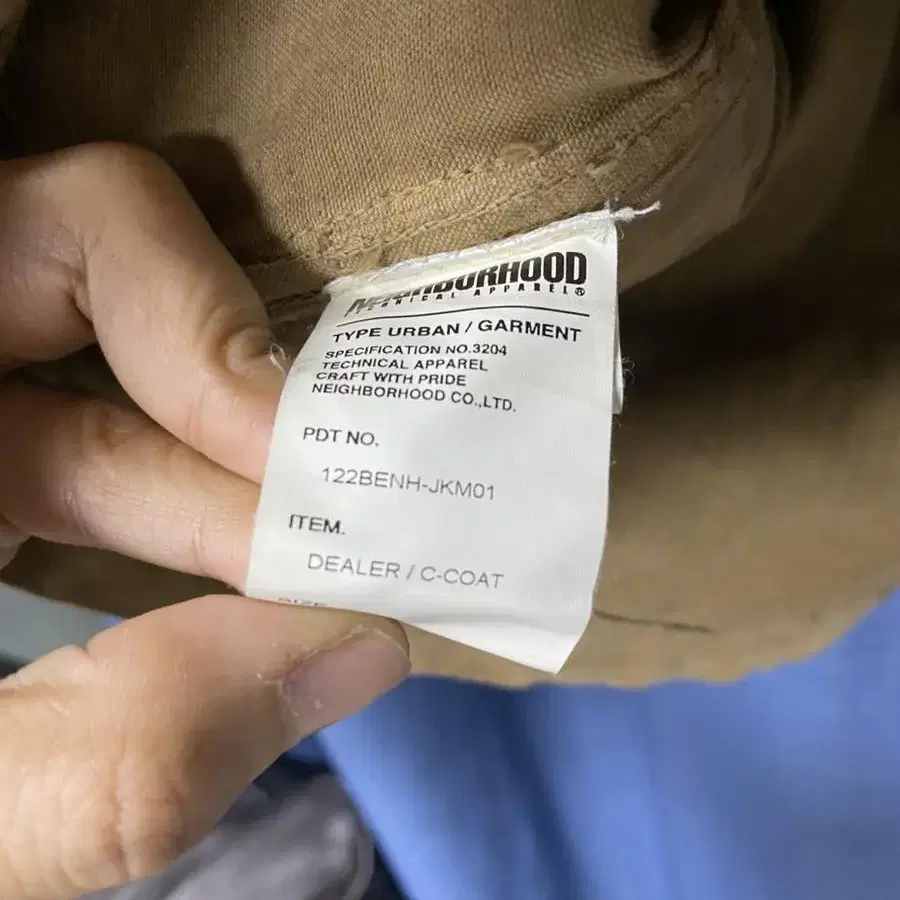 NEIGHBORHOOD
TECHNICAL APPAREL®
TYPE URBAN / GARMENT
SPECIFICATION NO.3204
TECHNICAL APPAREL
CRAFT WITH PRIDE
NEIGHBORHOOD CO.,LTD.
PDT NO.
122BENH-JKM01
ITEM.
DEALER / C-COAT
SIZE